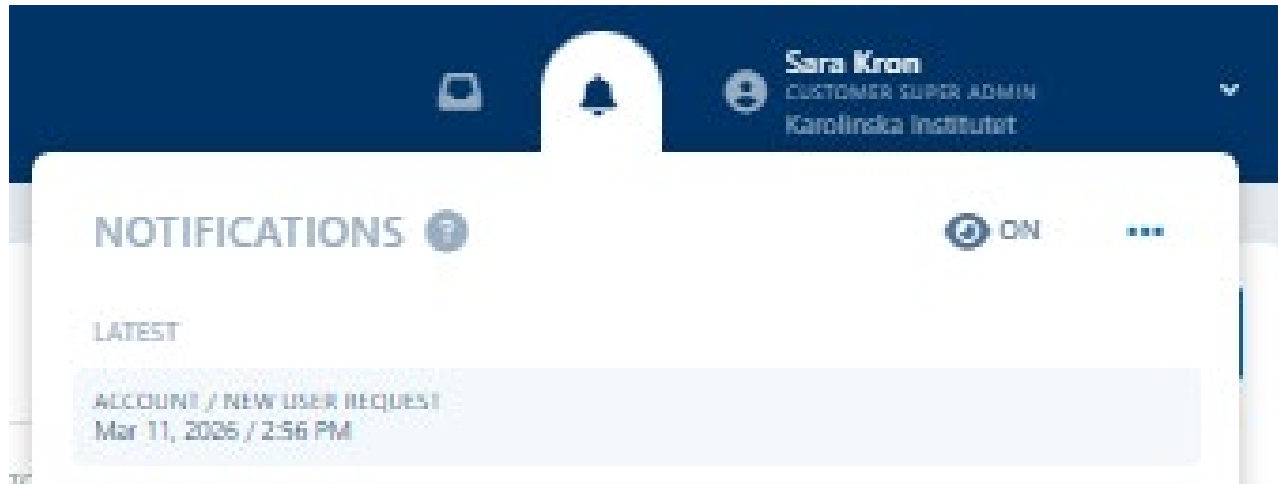 Sara Kron
CUSTOMER SUPER ADMIN
Karolinska Institutet
NOTIFICATIONS ?
ON
LATEST
ACCOUNT / NEW USER REQUEST
Mar 11, 2026 / 2:56 PM